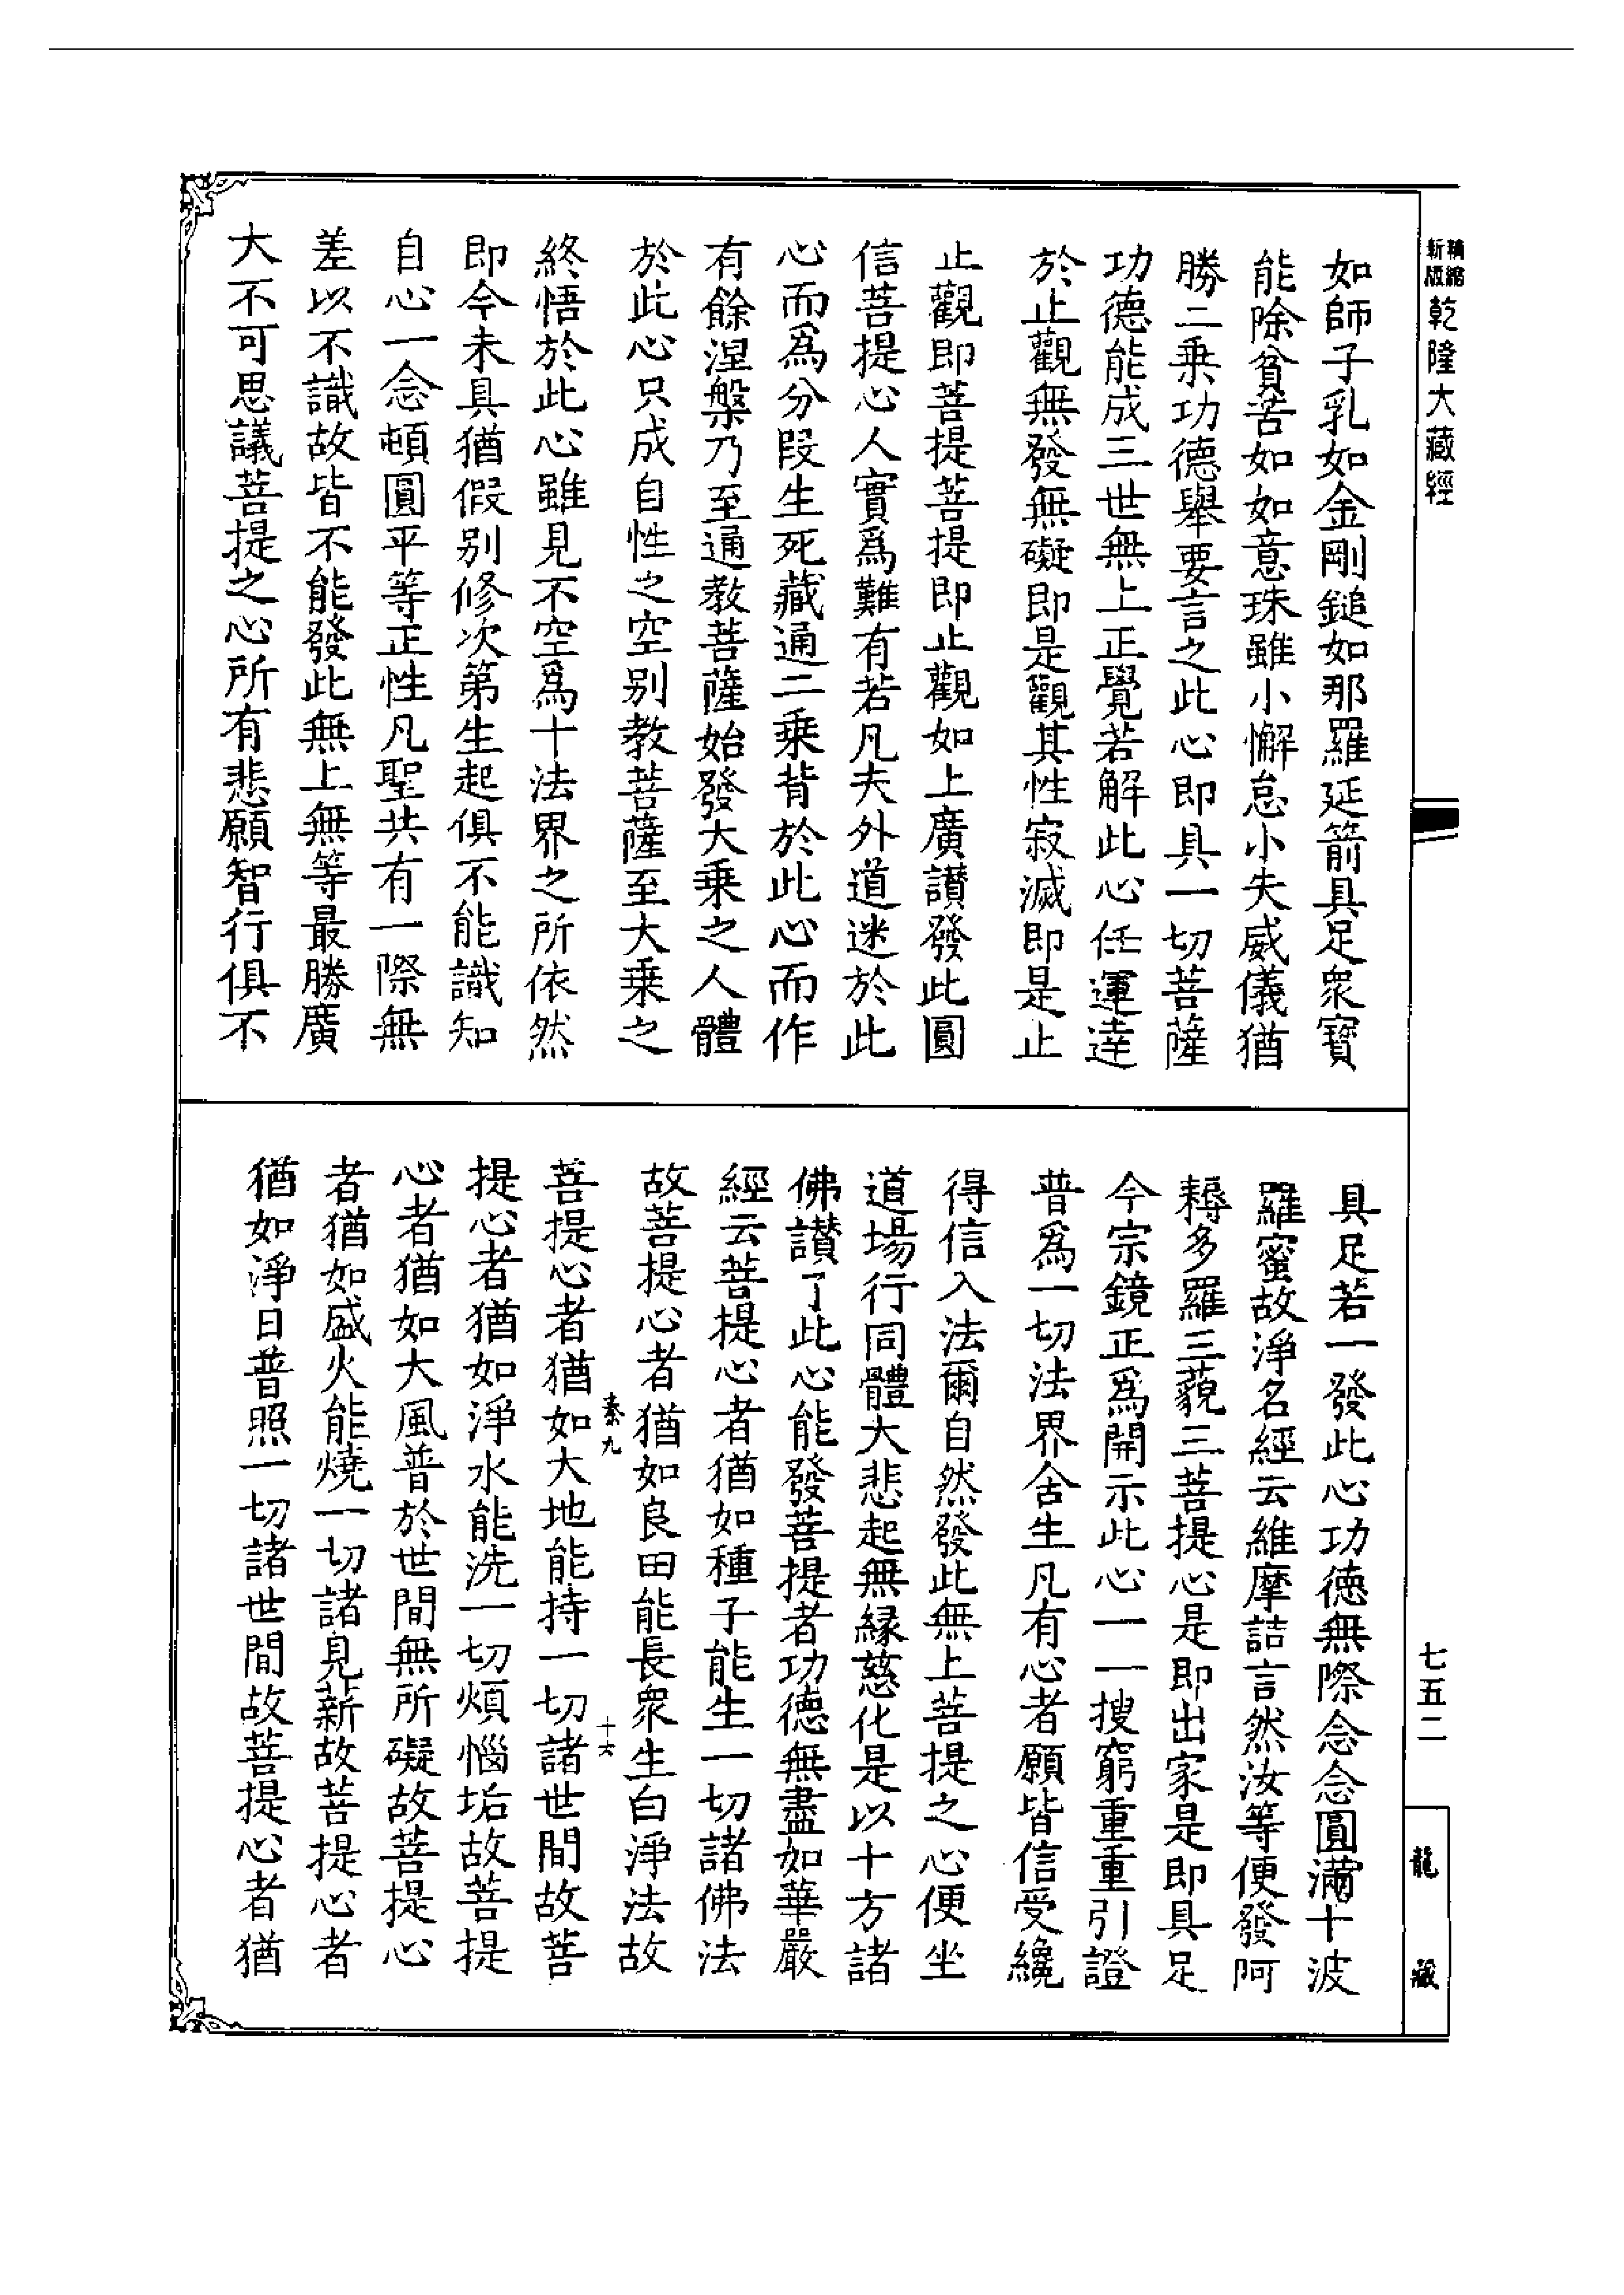 新版
精縮
乾隆大藏經
七五二
龍藏
如師子乳如金剛鎚如那羅延箭具足衆寶
能除貧苦如如意珠雖小懈怠小失威儀猶
勝二乘功德舉要言之此心即具一切菩薩
功德能成三世無上正覺若解此心任運達
於止觀無發無礙即是觀其性寂滅即是止
止觀即菩提菩提即止觀如上廣讃發此圓
信菩提心人實爲難有若凡夫外道迷於此
心而爲分段生死藏通二乘背於此心而作
有餘涅槃乃至通教菩薩始發大乘之人體
於此心只成自性之空别教菩薩至大乘之
終悟於此心雖見不空爲十法界之所依然
即今未具猶假别修次第生起俱不能識知
自心一念頓圓平等正性凡聖共有一際無
差以不識故皆不能發此無上無等最勝廣
大不可思議菩提之心所有悲願智行俱不
具足若一發此心功德無際念念圓滿十波
羅蜜故淨名經云維摩詰言然汝等便發阿
耨多羅三藐三菩提心是即出家是即具足
今宗鏡正爲開示此心一一搜窮重重引證
普爲一切法界含生凡有心者願皆信受纔
得信入法爾自然發此無上菩提之心便坐
道場行同體大悲起無緣慈化是以十方諸
佛讃了此心能發菩提者功德無盡如華嚴
經云菩提心者猶如種子能生一切諸佛法
故菩提心者猶如良田能長衆生白淨法故
秦九
十六
菩提心者猶如大地能持一切諸世間故菩
提心者猶如淨水能洗一切煩惱垢故菩提
心者猶如大風普於世間無所礙故菩提心
者猶如盛火能燒一切諸見薪故菩提心者
猶如淨日普照一切諸世間故菩提心者猶